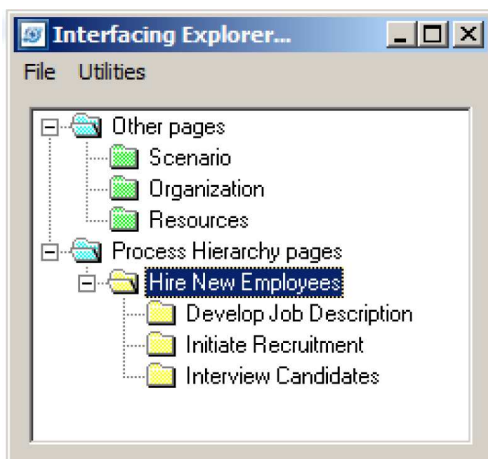 Interfacing Explorer...
File Utilities
Other pages
Scenario
Organization
Resources
Process Hierarchy pages
Hire New Employees
Develop Job Description
Initiate Recruitment
Interview Candidates